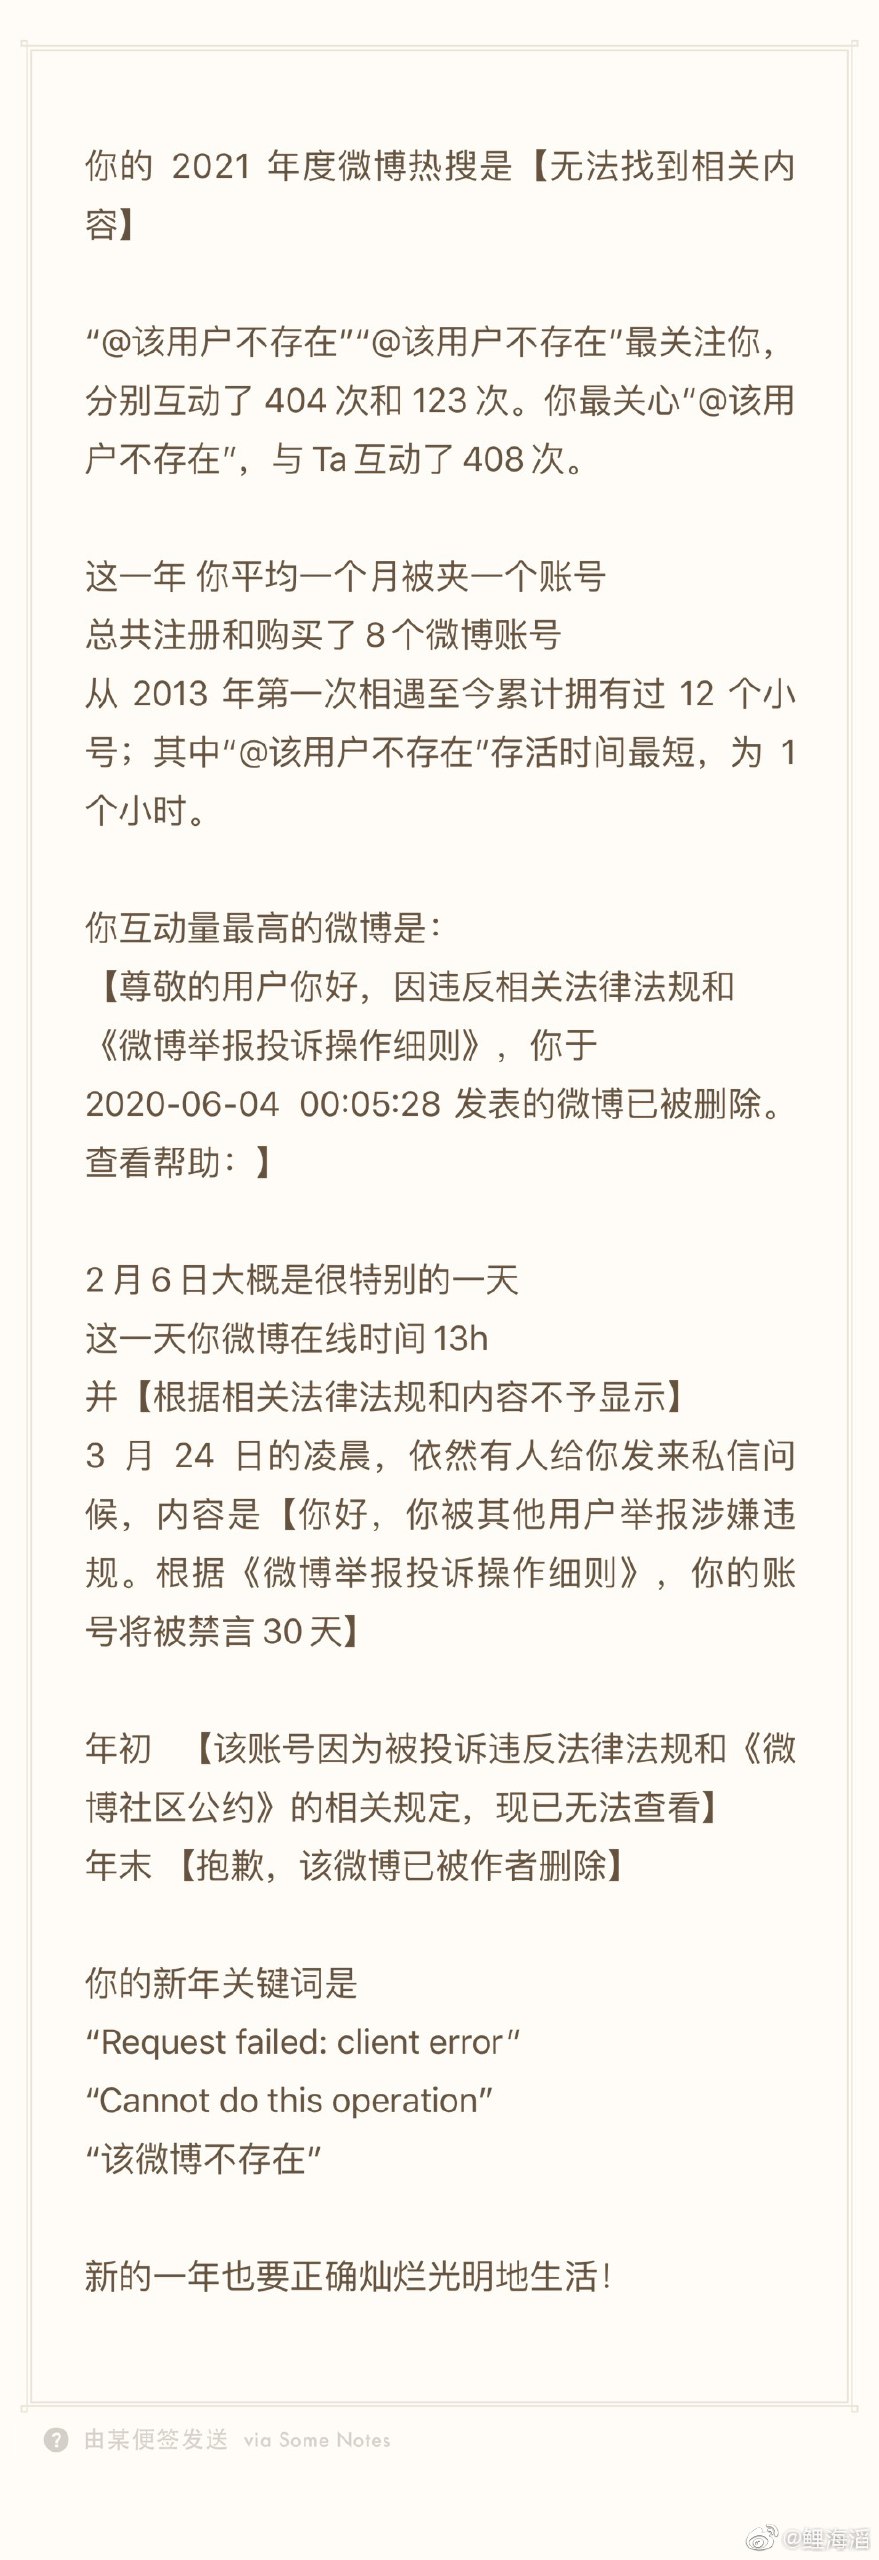 你的 2021 年度微博热搜是【无法找到相关内
容】
“@该用户不存在”“@该用户不存在”最关注你，
分别互动了 404 次和 123 次。你最关心“@该用
户不存在”，与 Ta 互动了 408 次。
这一年 你平均一个月被夹一个账号
总共注册和购买了 8 个微博账号
从 2013 年第一次相遇至今累计拥有过 12 个小
号；其中“@该用户不存在”存活时间最短，为 1
个小时。
你互动量最高的微博是：
【尊敬的用户你好，因违反相关法律法规和
《微博举报投诉操作细则》，你于
2020-06-04 00:05:28 发表的微博已被删除。
查看帮助：】
2 月 6 日大概是很特别的一天
这一天你微博在线时间 13h
并【根据相关法律法规和内容不予显示】
3 月 24 日的凌晨，依然有人给你发来私信问
候，内容是【你好，你被其他用户举报涉嫌违
规。根据《微博举报投诉操作细则》，你的账
号将被禁言 30 天】
年初 【该账号因为被投诉违反法律法规和《微
博社区公约》的相关规定，现已无法查看】
年末 【抱歉，该微博已被作者删除】
你的新年关键词是
“Request failed: client error”
“Cannot do this operation”
“该微博不存在”
新的一年也要正确灿烂光明地生活！
? 由某便签发送 via Some Notes
@鲤海滔